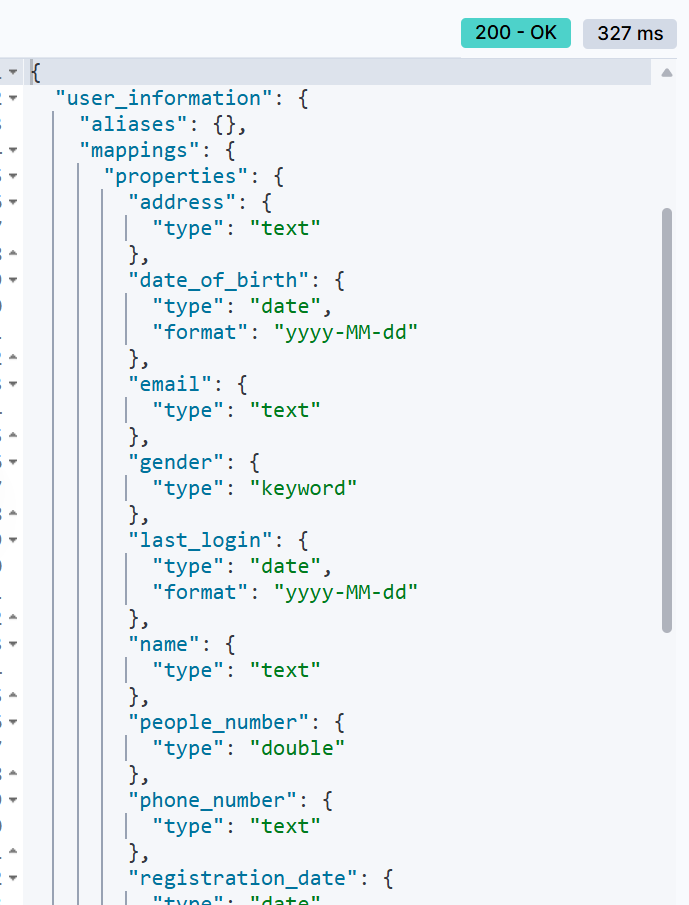 200 - OK 327 ms
{
"user_information": {
"aliases": {},
"mappings": {
"properties": {
"address": {
"type": "text"
},
"date_of_birth": {
"type": "date",
"format": "yyyy-MM-dd"
},
"email": {
"type": "text"
},
"gender": {
"type": "keyword"
},
"last_login": {
"type": "date",
"format": "yyyy-MM-dd"
},
"name": {
"type": "text"
},
"people_number": {
"type": "double"
},
"phone_number": {
"type": "text"
},
"registration_date": {
"type": "date"